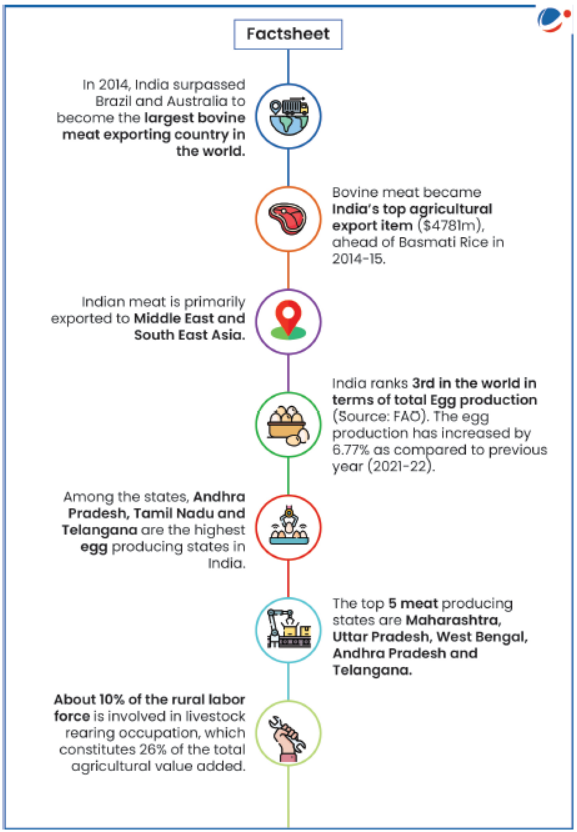 Factsheet
In 2014, India surpassed
Brazil and Australia to
become the largest bovine
meat exporting country in
the world.
Bovine meat became
India's top agricultural
export item ($4781m),
ahead of Basmati Rice in
2014-15.
Indian meat is primarily
exported to Middle East and
South East Asia.
India ranks 3rd in the world in
terms of total Egg production
(Source: FAO). The egg
production has increased by
6.77% as compared to previous
year (2021-22).
Among the states, Andhra
Pradesh, Tamil Nadu and
Telangana are the highest
egg producing states in
India.
The top 5 meat producing
states are Maharashtra,
Uttar Pradesh, West Bengal,
Andhra Pradesh and
Telangana.
About 10% of the rural labor
force is involved in livestock
rearing occupation, which
constitutes 26% of the total
agricultural value added.